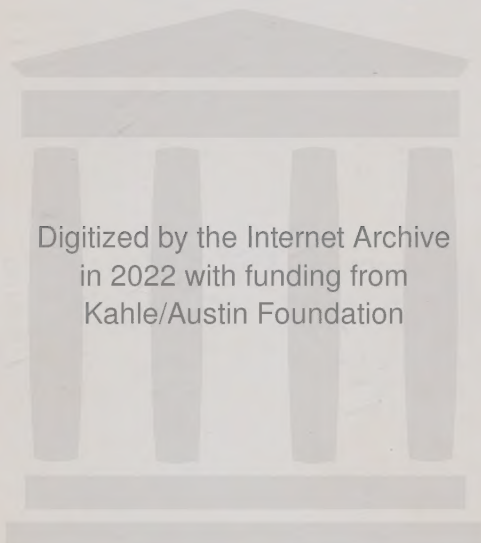 Digitized by the Internet Archive
in 2022 with funding from
Kahle/Austin Foundation